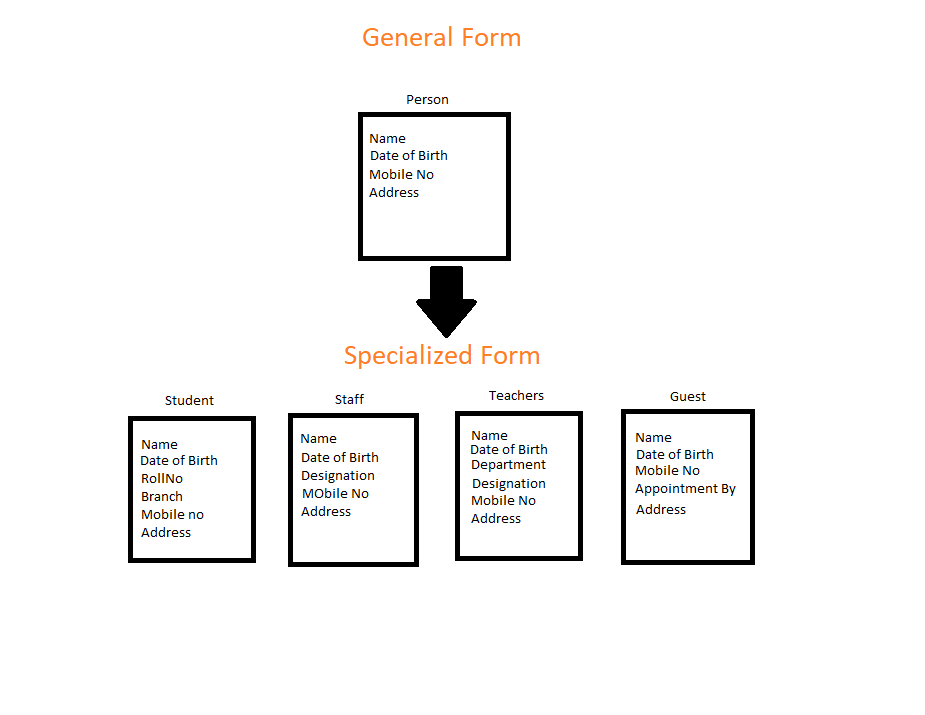 General Form
Person
Name
Date of Birth
Mobile No
Address
Specialized Form
Student
Name
Date of Birth
RollNo
Branch
Mobile no
Address
Staff
Name
Date of Birth
Designation
MObile No
Address
Teachers
Name
Date of Birth
Department
Designation
Mobile No
Address
Guest
Name
Date of Birth
Mobile No
Appointment By
Address